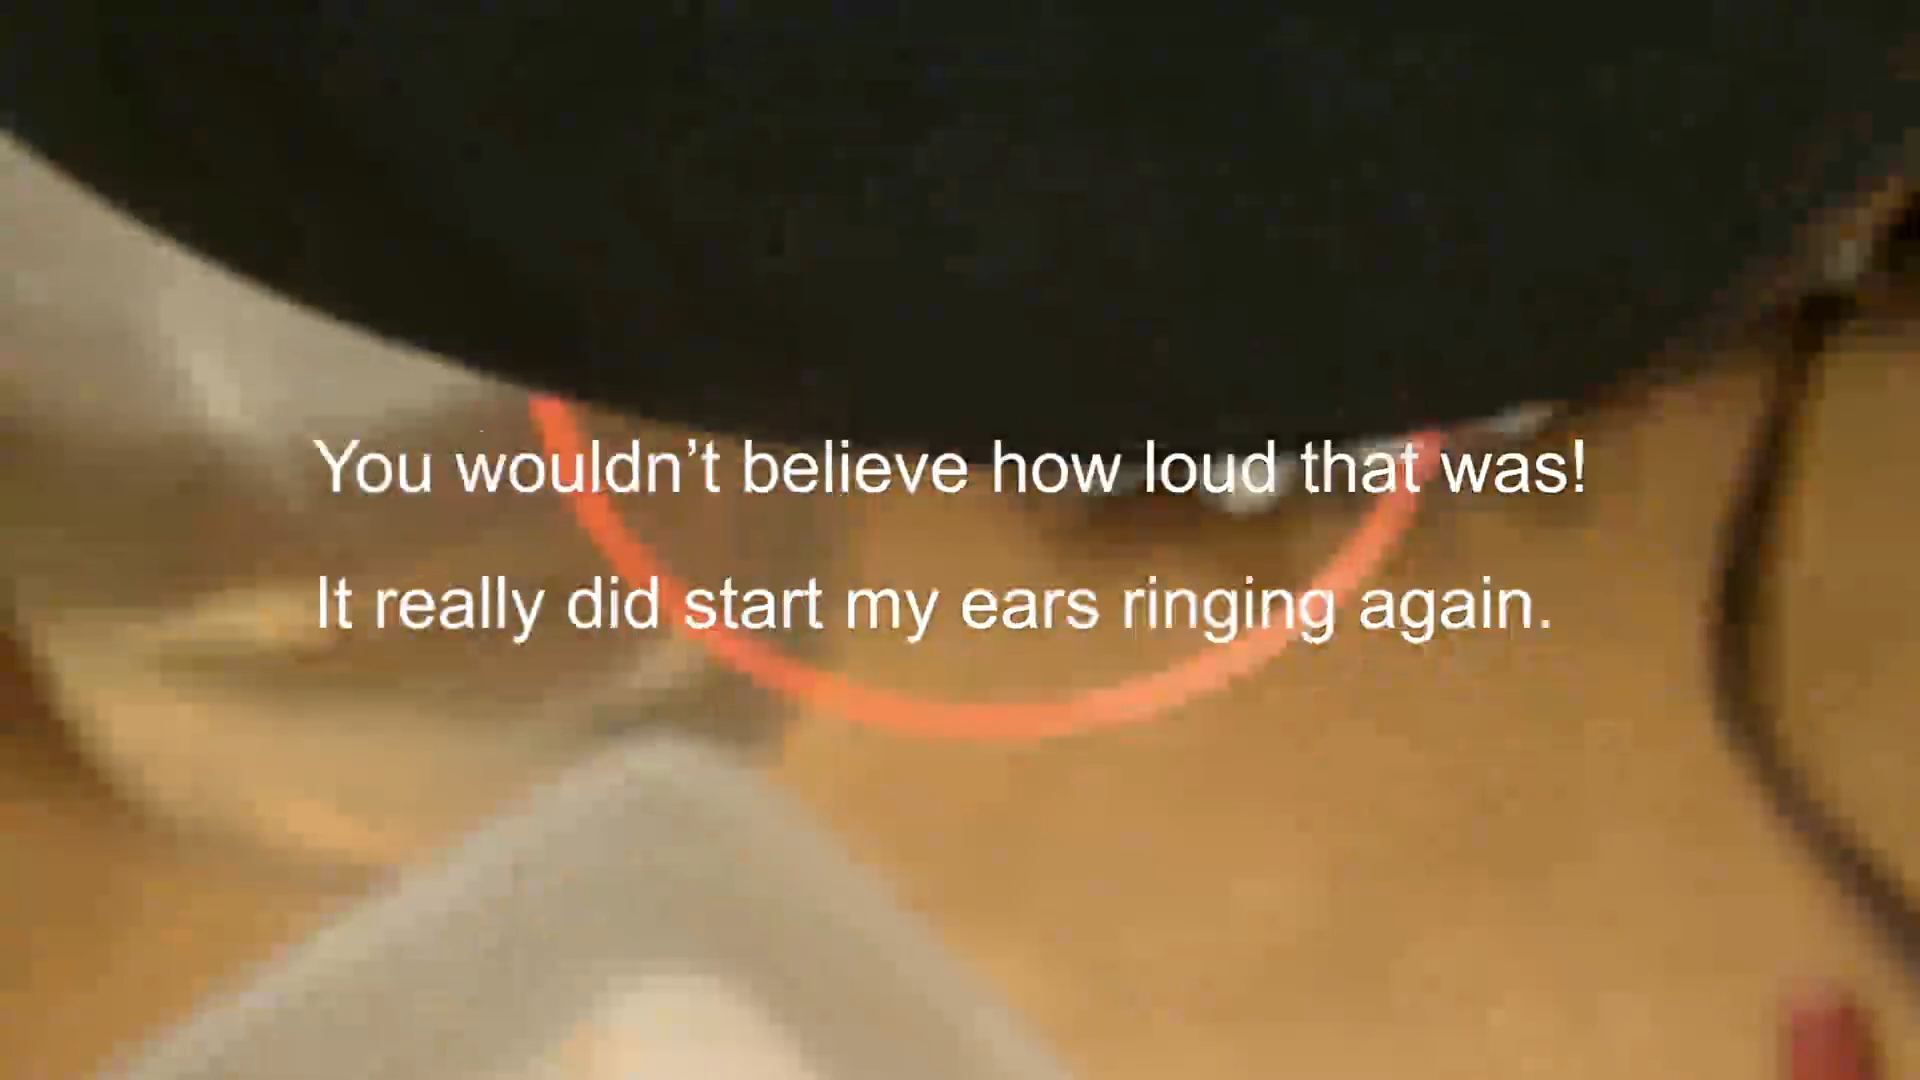 You wouldn’t believe how loud that was!
It really did start my ears ringing again.